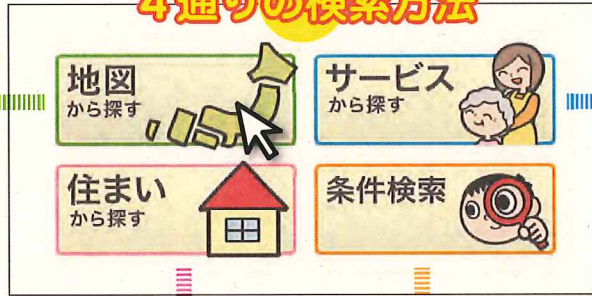 4通りの検索方法
地図
から探す
サービス
から探す
住まい
から探す
条件検索